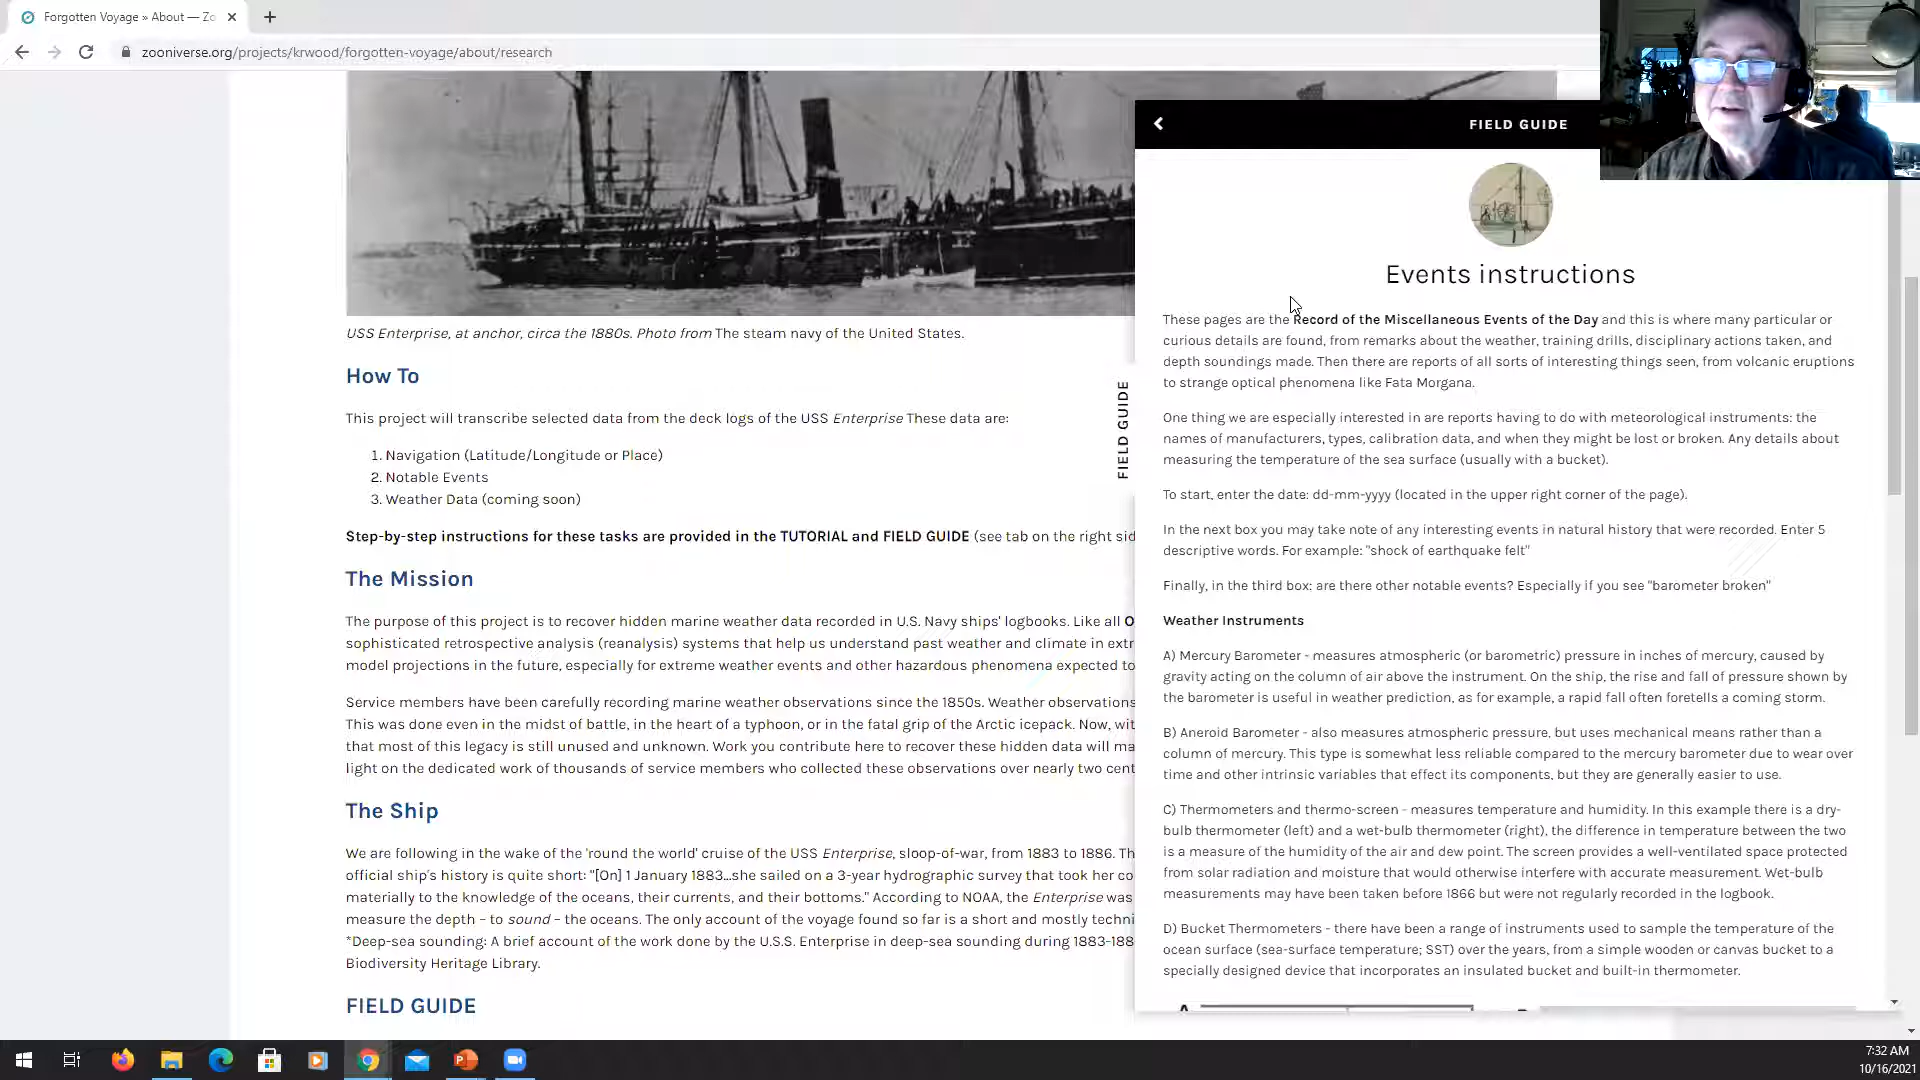 Forgotten Voyage » About — Zo
zooniverse.org/projects/krwood/forgotten-voyage/about/research
USS Enterprise, at anchor, circa the 1880s. Photo from The steam navy of the United States.
How To
This project will transcribe selected data from the deck logs of the USS Enterprise These data are:
1. Navigation (Latitude/Longitude or Place)
2. Notable Events
3. Weather Data (coming soon)
Step-by-step instructions for these tasks are provided in the TUTORIAL and FIELD GUIDE (see tab on the right sid
The Mission
The purpose of this project is to recover hidden marine weather data recorded in U.S. Navy ships' logbooks. Like all O
sophisticated retrospective analysis (reanalysis) systems that help us understand past weather and climate in extr
model projections in the future, especially for extreme weather events and other hazardous phenomena expected to
Service members have been carefully recording marine weather observations since the 1850s. Weather observations
This was done even in the midst of battle, in the heart of a typhoon, or in the fatal grip of the Arctic icepack. Now, wit
that most of this legacy is still unused and unknown. Work you contribute here to recover these hidden data will ma
light on the dedicated work of thousands of service members who collected these observations over nearly two cent
The Ship
We are following in the wake of the 'round the world' cruise of the USS Enterprise, sloop-of-war, from 1883 to 1886. Th
official ship's history is quite short: "[On] 1 January 1883...she sailed on a 3-year hydrographic survey that took her co
materially to the knowledge of the oceans, their currents, and their bottoms." According to NOAA, the Enterprise was
measure the depth – to sound – the oceans. The only account of the voyage found so far is a short and mostly techni
*Deep-sea sounding: A brief account of the work done by the U.S.S. Enterprise in deep-sea sounding during 1883-188
Biodiversity Heritage Library.
FIELD GUIDE
FIELD GUIDE
FIELD GUIDE
Events instructions
These pages are the Record of the Miscellaneous Events of the Day and this is where many particular or
curious details are found, from remarks about the weather, training drills, disciplinary actions taken, and
depth soundings made. Then there are reports of all sorts of interesting things seen, from volcanic eruptions
to strange optical phenomena like Fata Morgana.
One thing we are especially interested in are reports having to do with meteorological instruments: the
names of manufacturers, types, calibration data, and when they might be lost or broken. Any details about
measuring the temperature of the sea surface (usually with a bucket).
To start, enter the date: dd-mm-yyyy (located in the upper right corner of the page).
In the next box you may take note of any interesting events in natural history that were recorded. Enter 5
descriptive words. For example: "shock of earthquake felt"
Finally, in the third box: are there other notable events? Especially if you see "barometer broken"
Weather Instruments
A) Mercury Barometer - measures atmospheric (or barometric) pressure in inches of mercury, caused by
gravity acting on the column of air above the instrument. On the ship, the rise and fall of pressure shown by
the barometer is useful in weather prediction, as for example, a rapid fall often foretells a coming storm.
B) Aneroid Barometer - also measures atmospheric pressure, but uses mechanical means rather than a
column of mercury. This type is somewhat less reliable compared to the mercury barometer due to wear over
time and other intrinsic variables that effect its components, but they are generally easier to use.
C) Thermometers and thermo-screen - measures temperature and humidity. In this example there is a dry-
bulb thermometer (left) and a wet-bulb thermometer (right), the difference in temperature between the two
is a measure of the humidity of the air and dew point. The screen provides a well-ventilated space protected
from solar radiation and moisture that would otherwise interfere with accurate measurement. Wet-bulb
measurements may have been taken before 1866 but were not regularly recorded in the logbook.
D) Bucket Thermometers - there have been a range of instruments used to sample the temperature of the
ocean surface (sea-surface temperature; SST) over the years, from a simple wooden or canvas bucket to a
specially designed device that incorporates an insulated bucket and built-in thermometer.
7:32 AM
10/16/2021